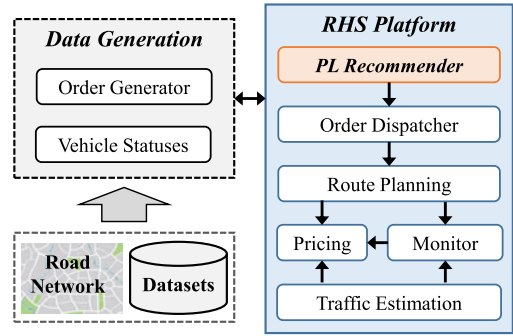 Data Generation
Order Generator
Vehicle Statuses
Road
Network
Datasets
RHS Platform
PL Recommender
Order Dispatcher
Route Planning
Pricing
Monitor
Traffic Estimation